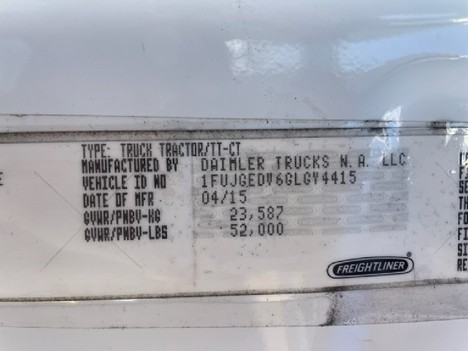 TYPE: TRUCK TRACTOR/TT-CT
MANUFACTURED BY DAIMLER TRUCKS N.A. LLC
VEHICLE ID NO 1FUJGEDV6GLGY4415
DATE OF MFR 04/15
GVWR/PNBV-KG 23,587
GVWR/PNBV-LBS 52,000
FREIGHTLINER